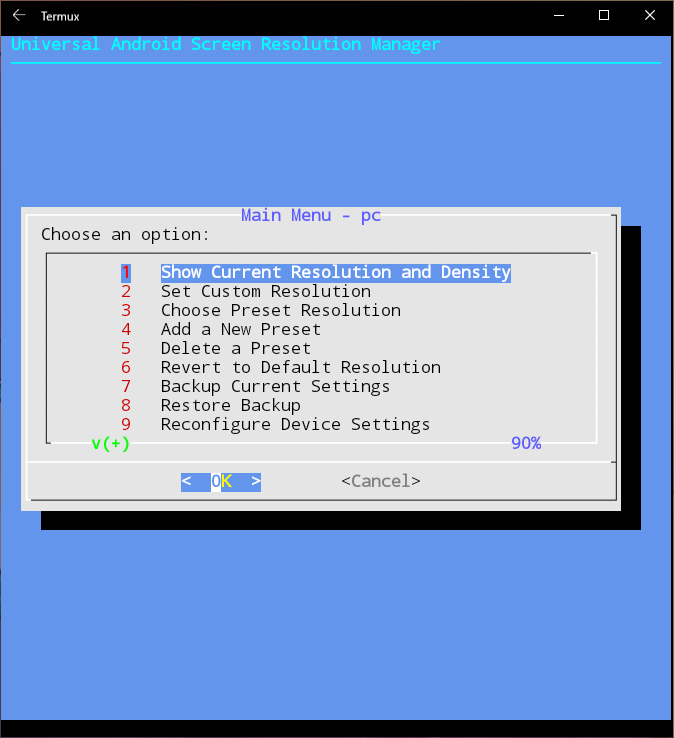 Termux
Universal Android Screen Resolution Manager
Main Menu - pc
Choose an option:
1 Show Current Resolution and Density
2 Set Custom Resolution
3 Choose Preset Resolution
4 Add a New Preset
5 Delete a Preset
6 Revert to Default Resolution
7 Backup Current Settings
8 Restore Backup
9 Reconfigure Device Settings
v(+) 90%
< OK > <Cancel>